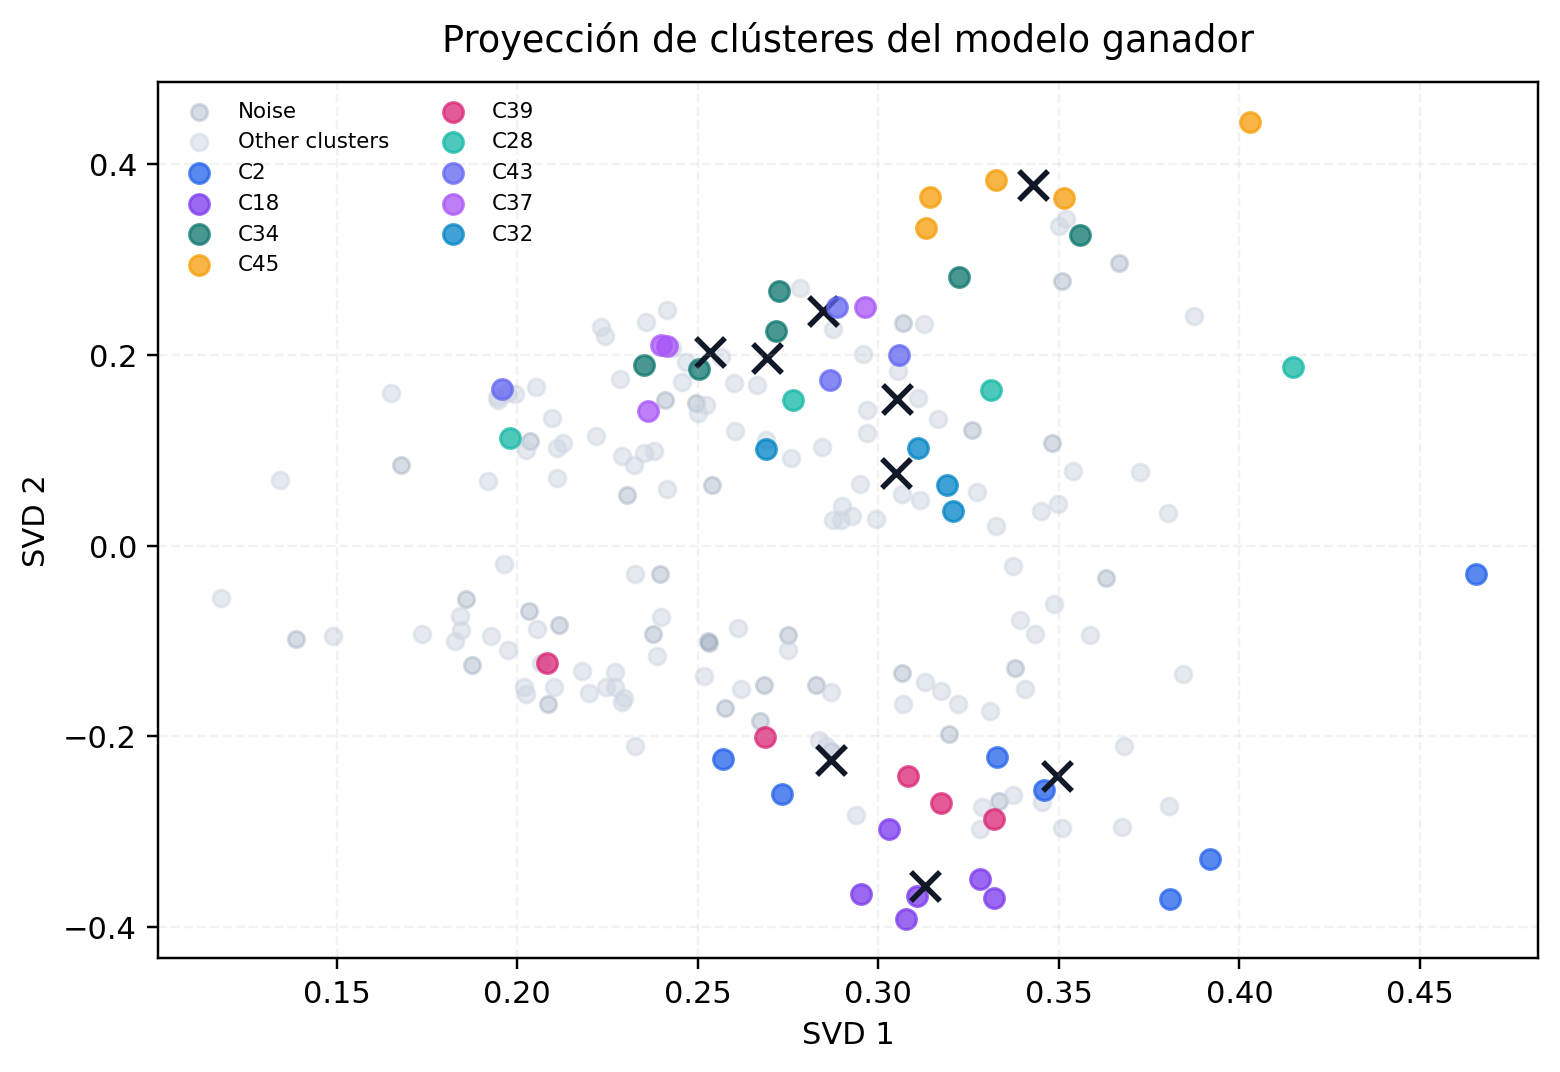 Proyección de clústeres del modelo ganador
Noise
Other clusters
C2
C18
C34
C45
C39
C28
C43
C37
C32
SVD 2
0.4
0.2
0.0
−0.2
−0.4
0.15 0.20 0.25 0.30 0.35 0.40 0.45
SVD 1